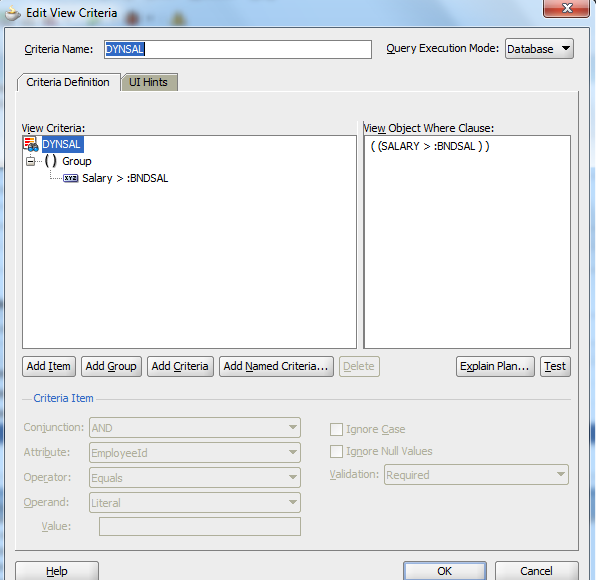 Edit View Criteria
Criteria Name: DYNSAL Query Execution Mode: Database
Criteria Definition UI Hints
View Criteria: View Object Where Clause:
DYNSAL ( (SALARY > :BNDSAL ) )
( ) Group
XYZ Salary > :BNDSAL
Add Item Add Group Add Criteria Add Named Criteria... Delete Explain Plan... Test
Criteria Item
Conjunction: AND Ignore Case
Attribute: EmployeeId Ignore Null Values
Operator: Equals Validation: Required
Operand: Literal
Value:
Help OK Cancel